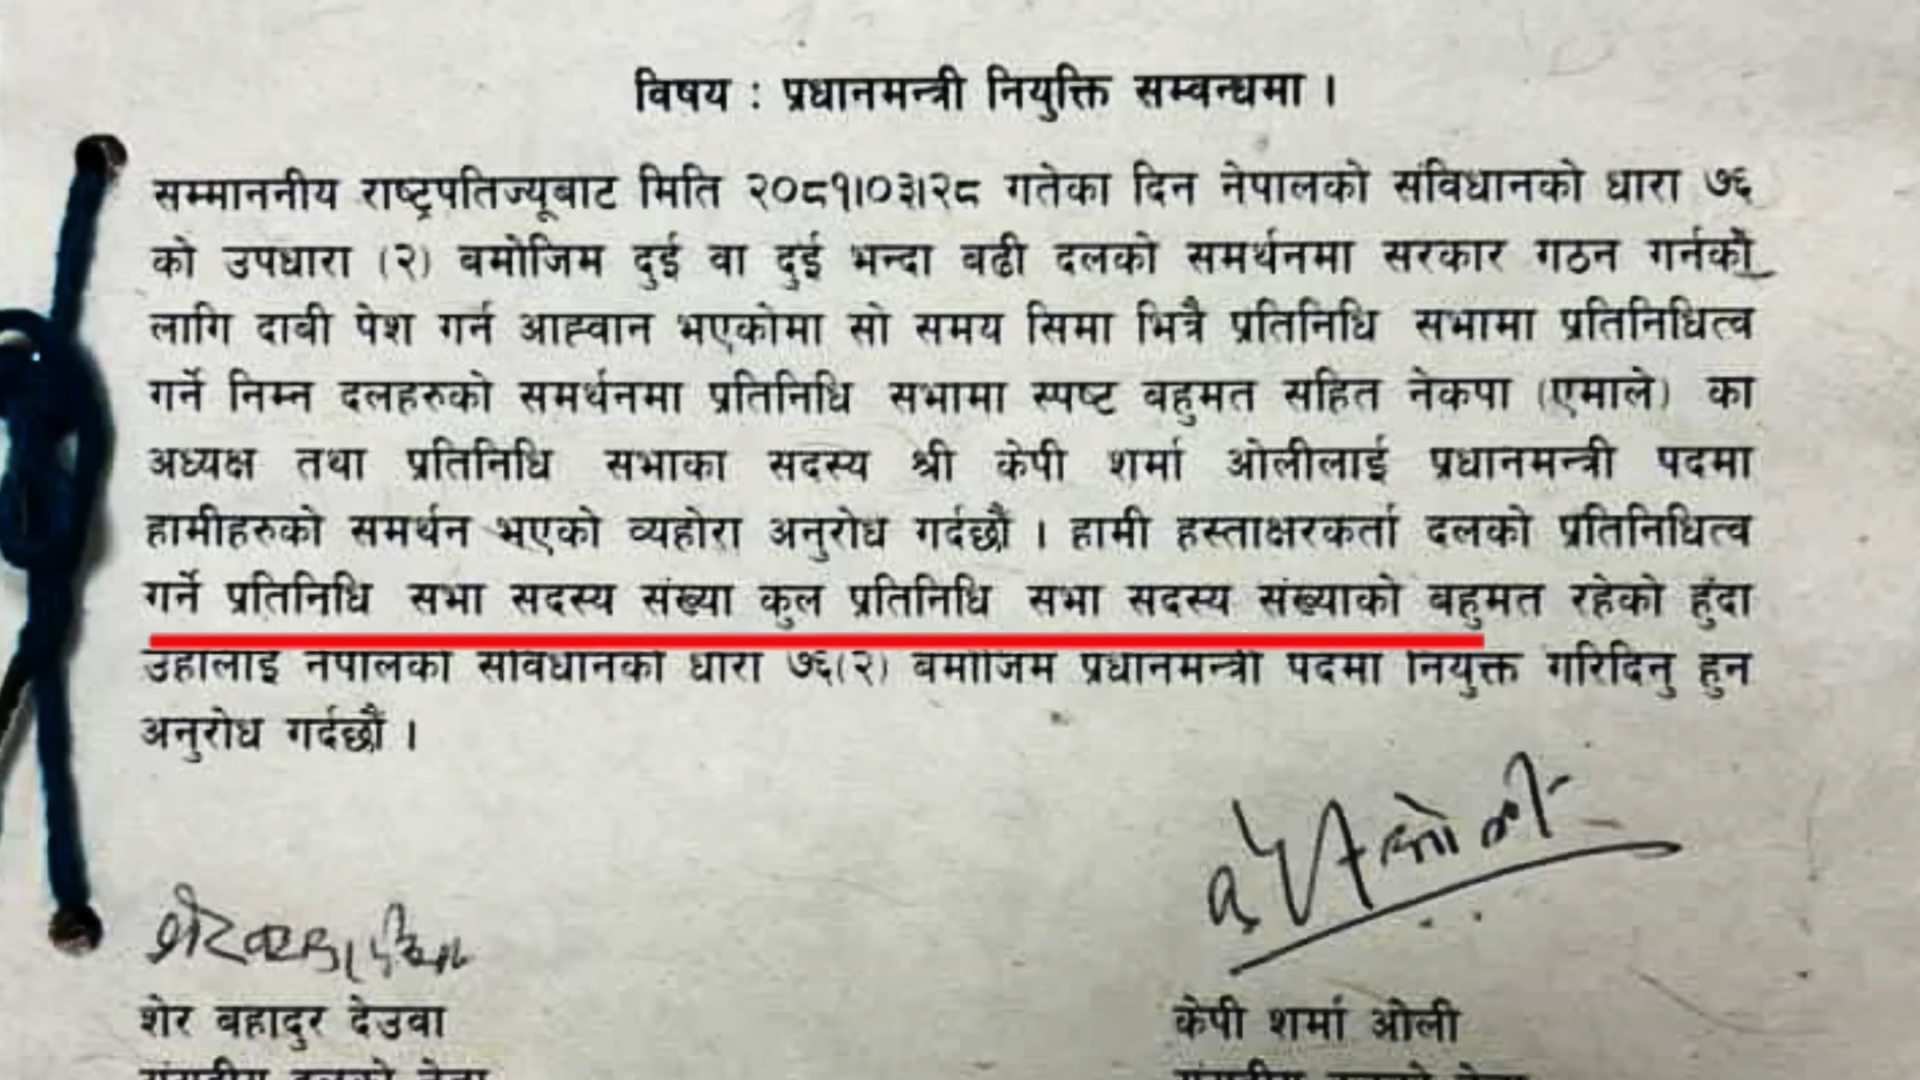 विषय : प्रधानमन्त्री नियुक्ति सम्वन्धमा ।
सम्माननीय राष्ट्रपतिज्यूबाट मिति २०८१।०३।२८ गतेका दिन नेपालको संविधानको धारा ७६
को उपधारा (२) बमोजिम दुई वा दुई भन्दा बढी दलको समर्थनमा सरकार गठन गर्नको
लागि दाबी पेश गर्न आह्वान भएकोमा सो समय सिमा भित्रै प्रतिनिधि सभामा प्रतिनिधित्व
गर्ने निम्न दलहरुको समर्थनमा प्रतिनिधि सभामा स्पष्ट बहुमत सहित नेकपा (एमाले) का
अध्यक्ष तथा प्रतिनिधि सभाका सदस्य श्री केपी शर्मा ओलीलाई प्रधानमन्त्री पदमा
हामीहरुको समर्थन भएको व्यहोरा अनुरोध गर्दछौं । हामी हस्ताक्षरकर्ता दलको प्रतिनिधित्व
गर्ने प्रतिनिधि सभा सदस्य संख्या कुल प्रतिनिधि सभा सदस्य संख्याको बहुमत रहेको हुंदा
उहाँलाई नेपालको संविधानको धारा ७६(२) बमोजिम प्रधानमन्त्री पदमा नियुक्त गरिदिनु हुन
अनुरोध गर्दछौं ।
शेर बहादुर देउवा
केपी शर्मा ओली